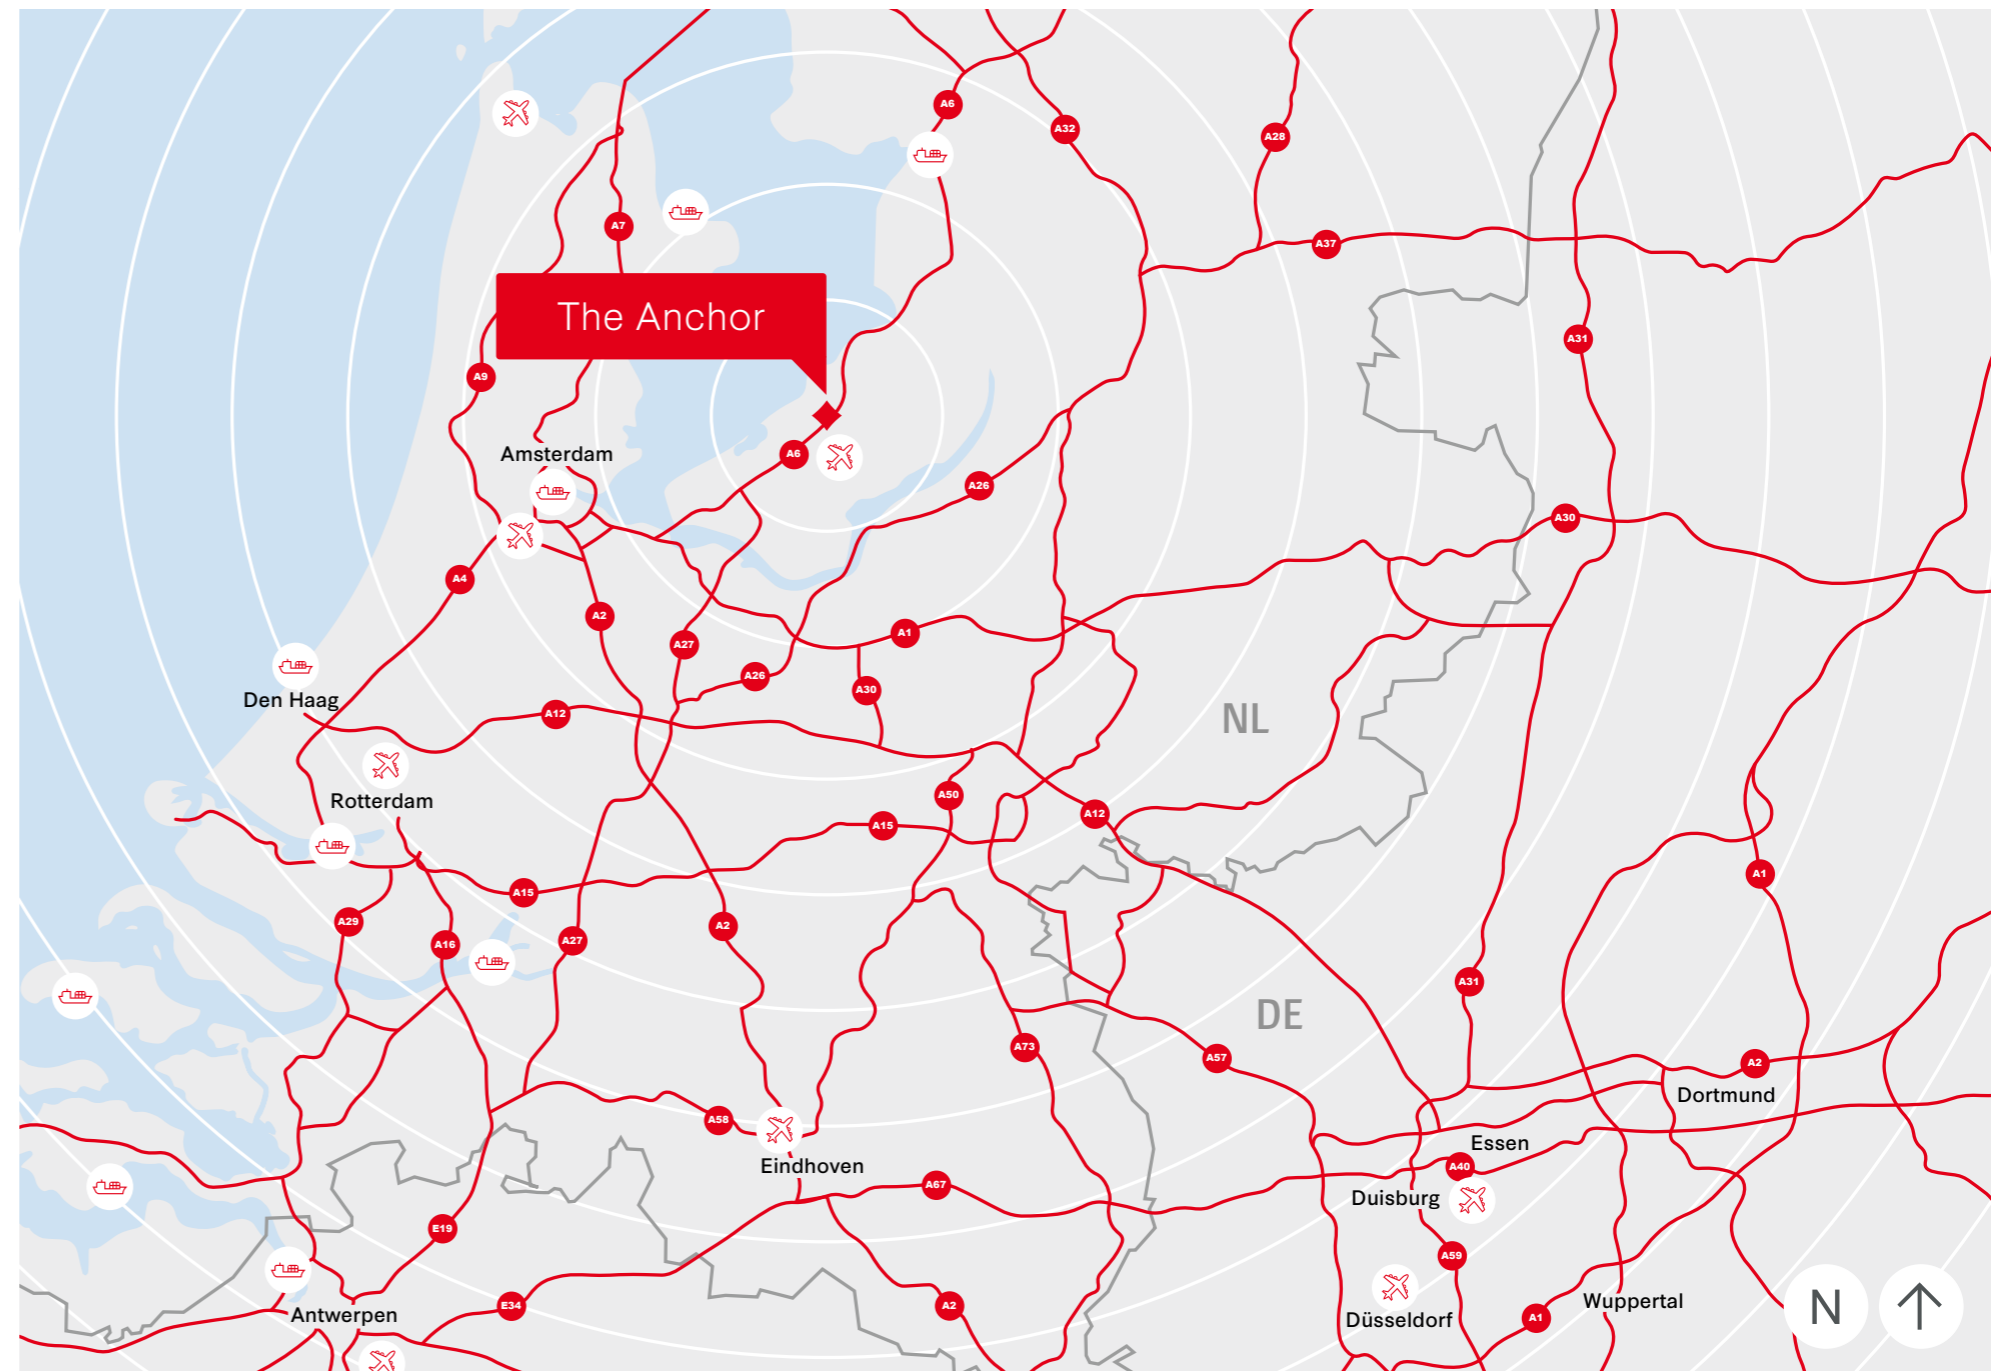 A6
A32
A28
A7
A37
The Anchor
A31
A9
Amsterdam
A6
A26
A30
A4
A2
A1
A27
A26
A30
Den Haag
A12
NL
Rotterdam
A50
A12
A15
A1
A15
A29
A2
A27
A16
A31
DE
A73
A57
A2
Dortmund
A58
Essen
Eindhoven
A40
A67
Duisburg
E19
A59
Wuppertal
N
E34
A2
Antwerpen
Düsseldorf
A1